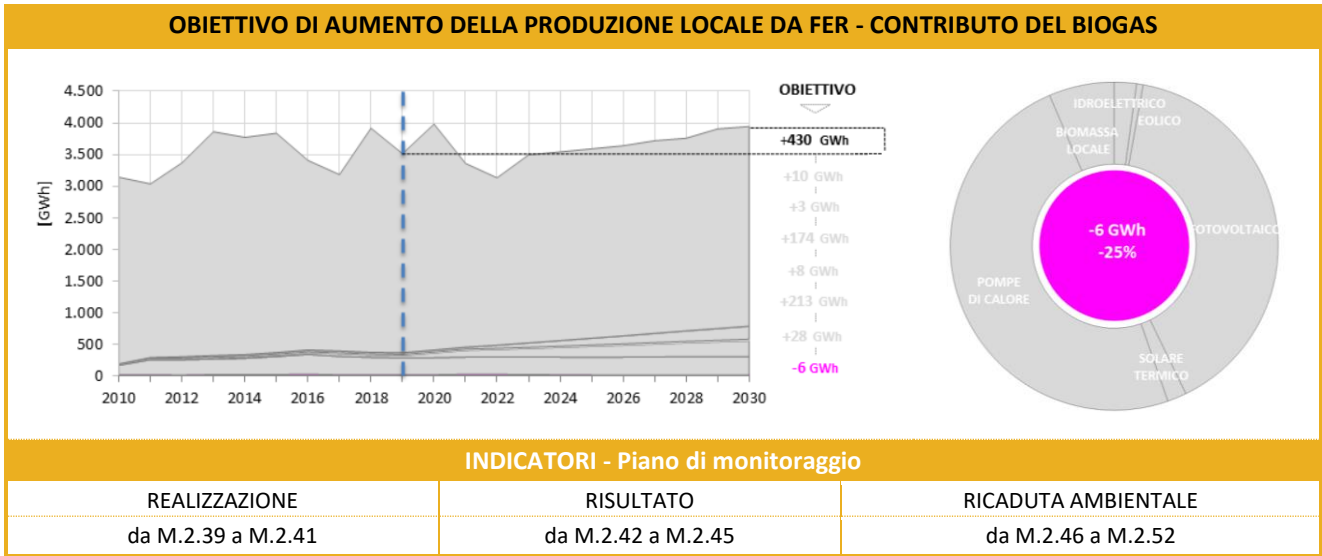 OBIETTIVO DI AUMENTO DELLA PRODUZIONE LOCALE DA FER - CONTRIBUTO DEL BIOGAS
[GWh]
4.500
4.000
3.500
3.000
2.500
2.000
1.500
1.000
500
0
2010 2012 2014 2016 2018 2020 2022 2024 2026 2028 2030
OBIETTIVO
+430 GWh
+10 GWh
+3 GWh
+174 GWh
+8 GWh
+213 GWh
+28 GWh
-6 GWh
IDROELETTRICO
EOLICO
BIOMASSA
LOCALE
FOTOVOLTAICO
-6 GWh
-25%
POMPE
DI CALORE
SOLARE
TERMICO
INDICATORI - Piano di monitoraggio
REALIZZAZIONE RISULTATO RICADUTA AMBIENTALE
da M.2.39 a M.2.41 da M.2.42 a M.2.45 da M.2.46 a M.2.52